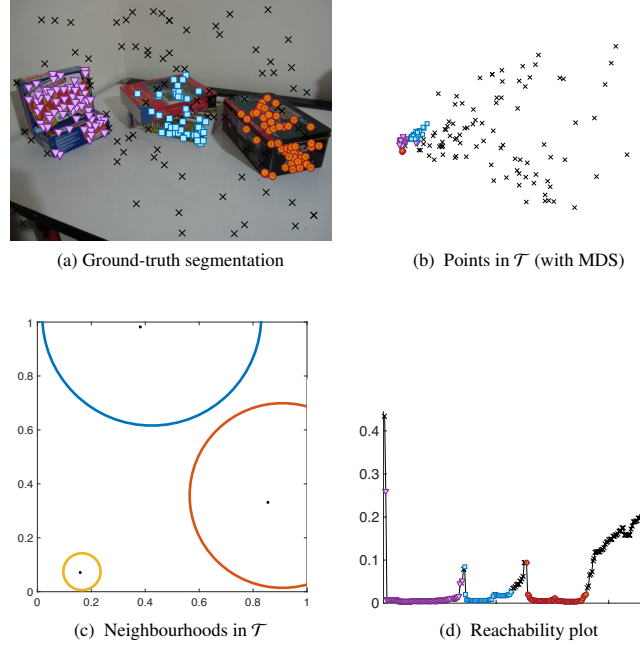 (a) Ground-truth segmentation
(b) Points in 𝒯 (with MDS)
1
0.8
0.6
0.4
0.2
0
0 0.2 0.4 0.6 0.8 1
(c) Neighbourhoods in 𝒯
0.4
0.3
0.2
0.1
0
(d) Reachability plot